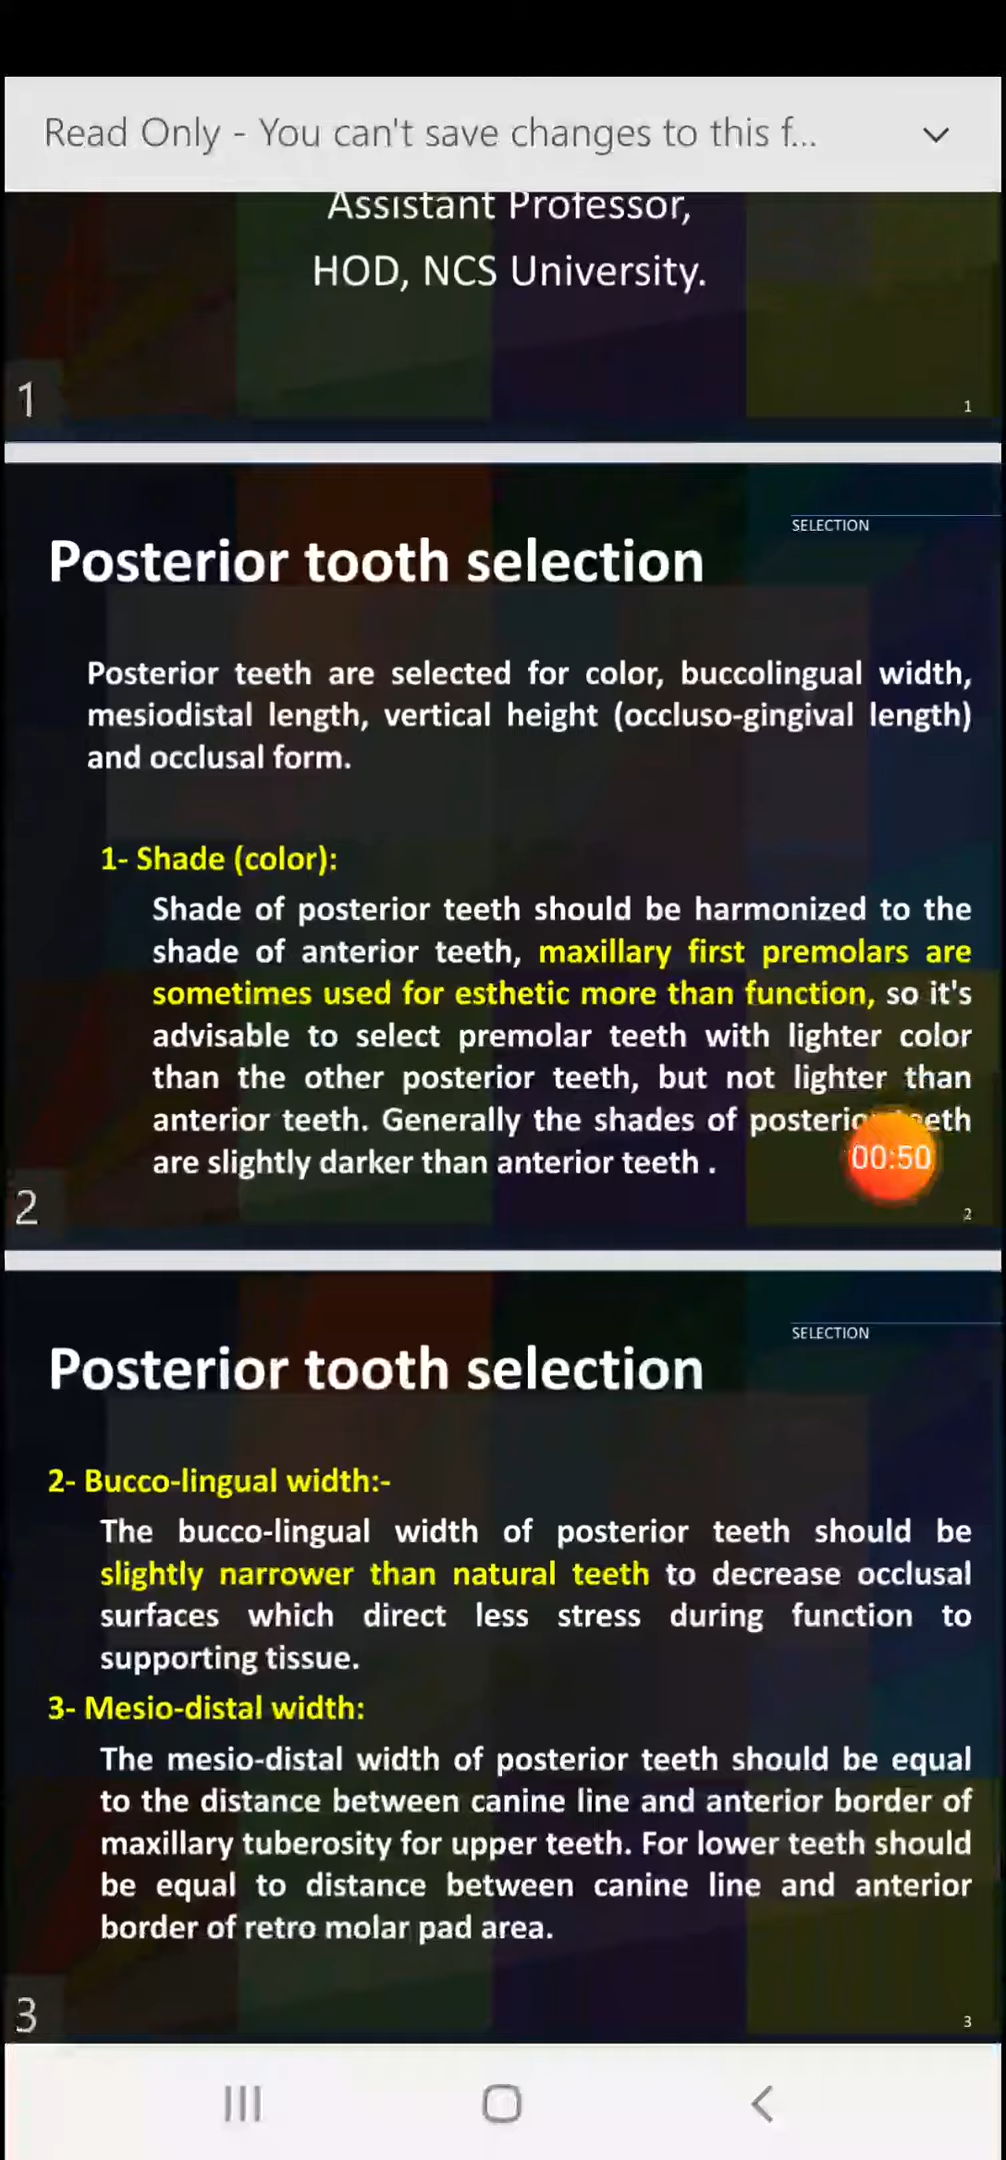 Read Only - You can't save changes to this f...
Assistant Professor,
HOD, NCS University.
1
1
SELECTION
Posterior tooth selection
Posterior teeth are selected for color, buccolingual width,
mesiodistal length, vertical height (occluso-gingival length)
and occlusal form.
1- Shade (color):
Shade of posterior teeth should be harmonized to the
shade of anterior teeth, maxillary first premolars are
sometimes used for esthetic more than function, so it's
advisable to select premolar teeth with lighter color
than the other posterior teeth, but not lighter than
anterior teeth. Generally the shades of
are slightly darker than anterior teeth .
00:50
2
2
SELECTION
Posterior tooth selection
2- Bucco-lingual width:-
The bucco-lingual width of posterior teeth should be
slightly narrower than natural teeth to decrease occlusal
surfaces which direct less stress during function to
supporting tissue.
3- Mesio-distal width:
The mesio-distal width of posterior teeth should be equal
to the distance between canine line and anterior border of
maxillary tuberosity for upper teeth. For lower teeth should
be equal to distance between canine line and anterior
border of retro molar pad area.
3
3